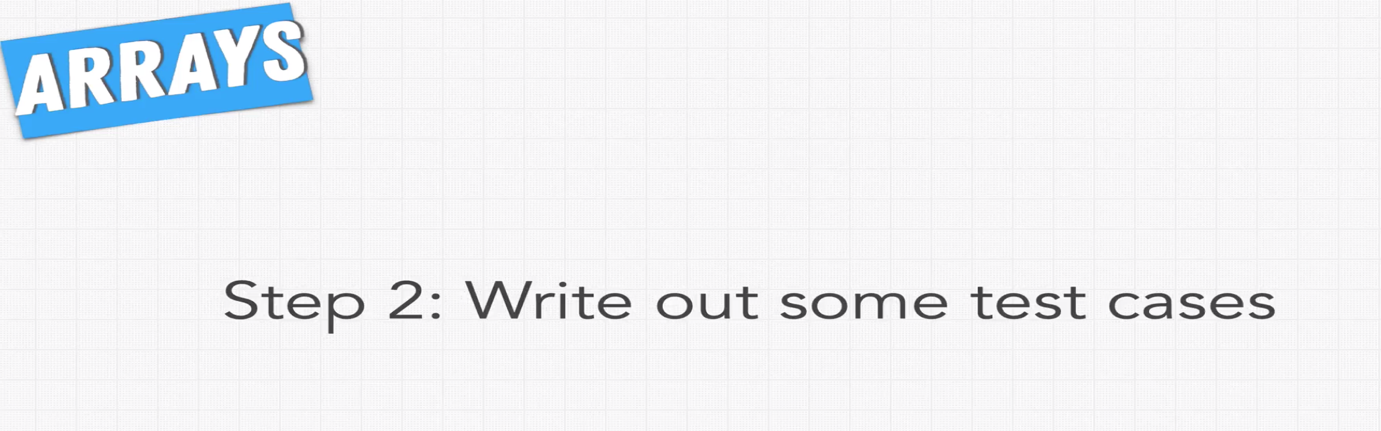 ARRAYS
Step 2: Write out some test cases